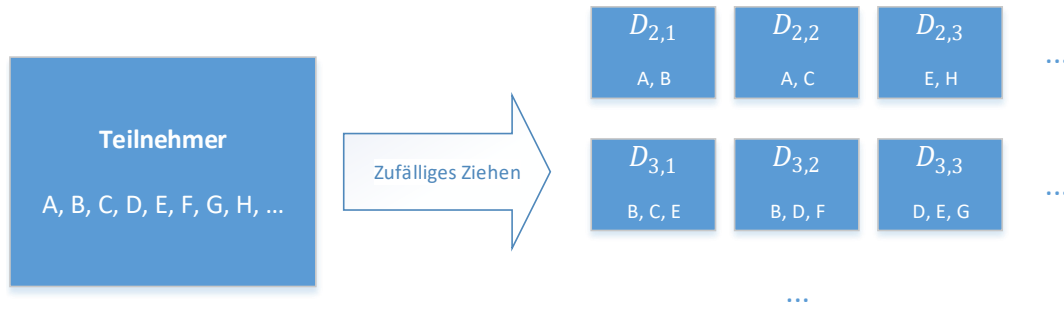 Teilnehmer
A, B, C, D, E, F, G, H, ...
Zufälliges Ziehen
D2,1
A, B
D2,2
A, C
D2,3
E, H
...
D3,1
B, C, E
D3,2
B, D, F
D3,3
D, E, G
...
...